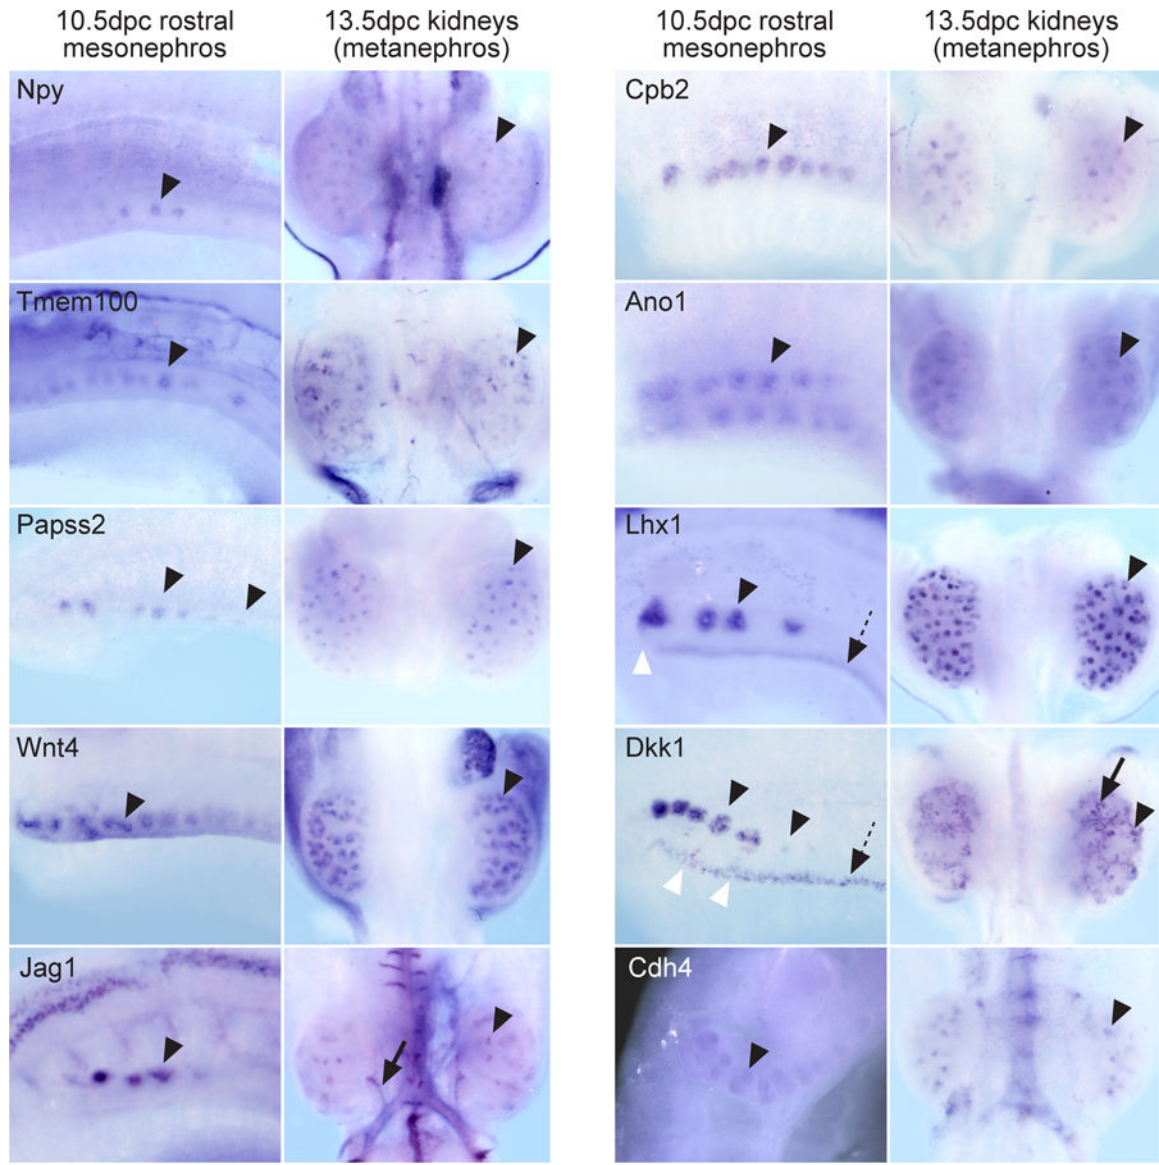 10.5dpc rostral
mesonephros
13.5dpc kidneys
(metanephros)
10.5dpc rostral
mesonephros
13.5dpc kidneys
(metanephros)
Npy
Cpb2
Tmem100
Ano1
Papss2
Lhx1
Wnt4
Dkk1
Jag1
Cdh4